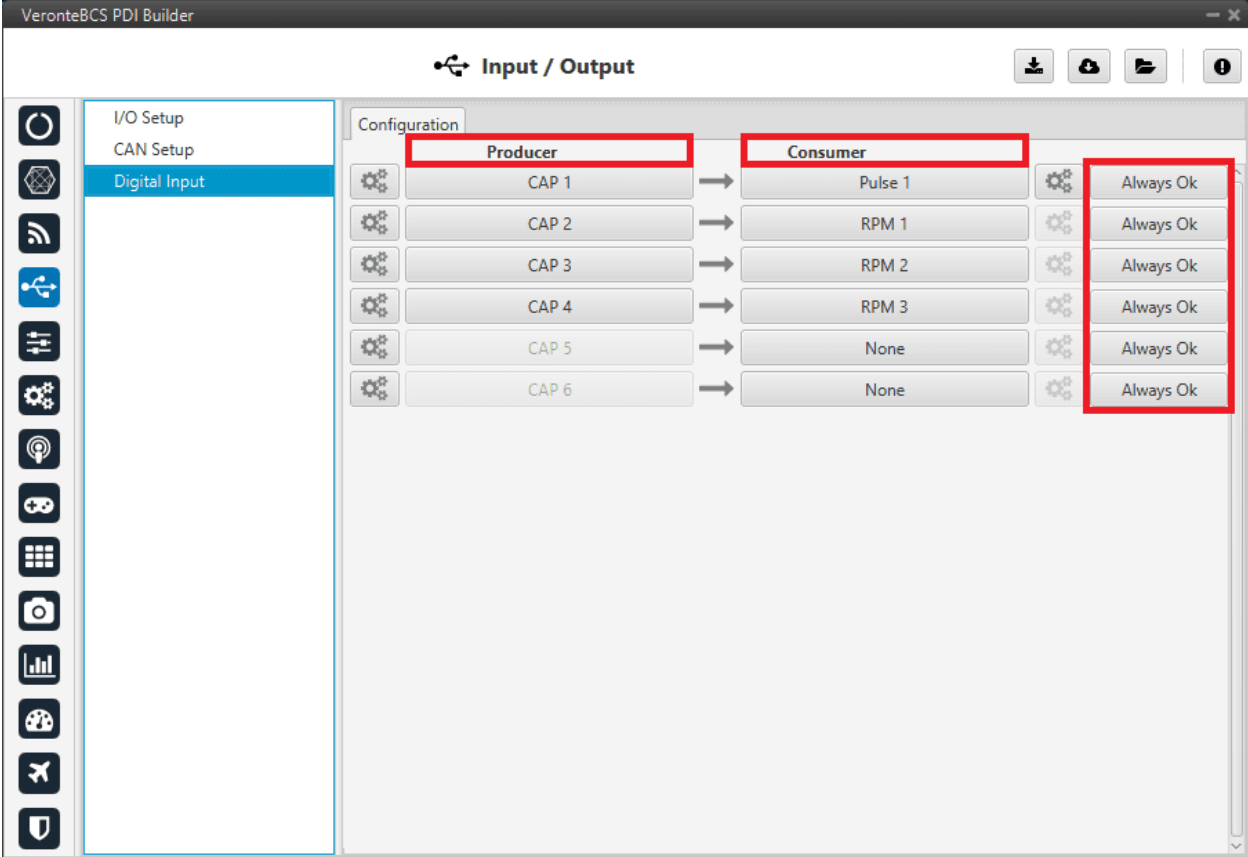 VeronteBCS PDI Builder
Input / Output
I/O Setup
CAN Setup
Digital Input
Configuration
Producer Consumer
CAP 1 Pulse 1 Always Ok
CAP 2 RPM 1 Always Ok
CAP 3 RPM 2 Always Ok
CAP 4 RPM 3 Always Ok
CAP 5 None Always Ok
CAP 6 None Always Ok